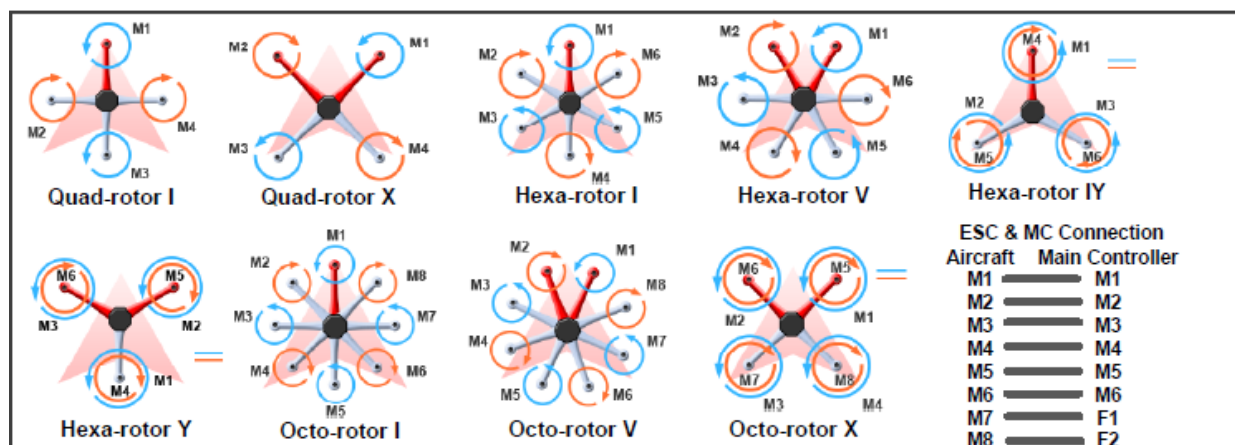 M1
M2
M4
M3
Quad-rotor I
M2
M1
M3
M4
Quad-rotor X
M1
M2
M6
M3
M5
M4
Hexa-rotor I
M2
M1
M3
M6
M4
M5
Hexa-rotor V
M4
M1
M2
M3
M5
M6
Hexa-rotor IY
M6
M5
M3
M2
M4
M1
Hexa-rotor Y
M1
M2
M8
M3
M7
M4
M6
M5
Octo-rotor I
M2
M1
M3
M8
M4
M7
M5
M6
Octo-rotor V
M6
M5
M2
M1
M7
M8
M3
M4
Octo-rotor X
ESC & MC Connection
Aircraft Main Controller
M1 M1
M2 M2
M3 M3
M4 M4
M5 M5
M6 M6
M7 F1
M8 F2